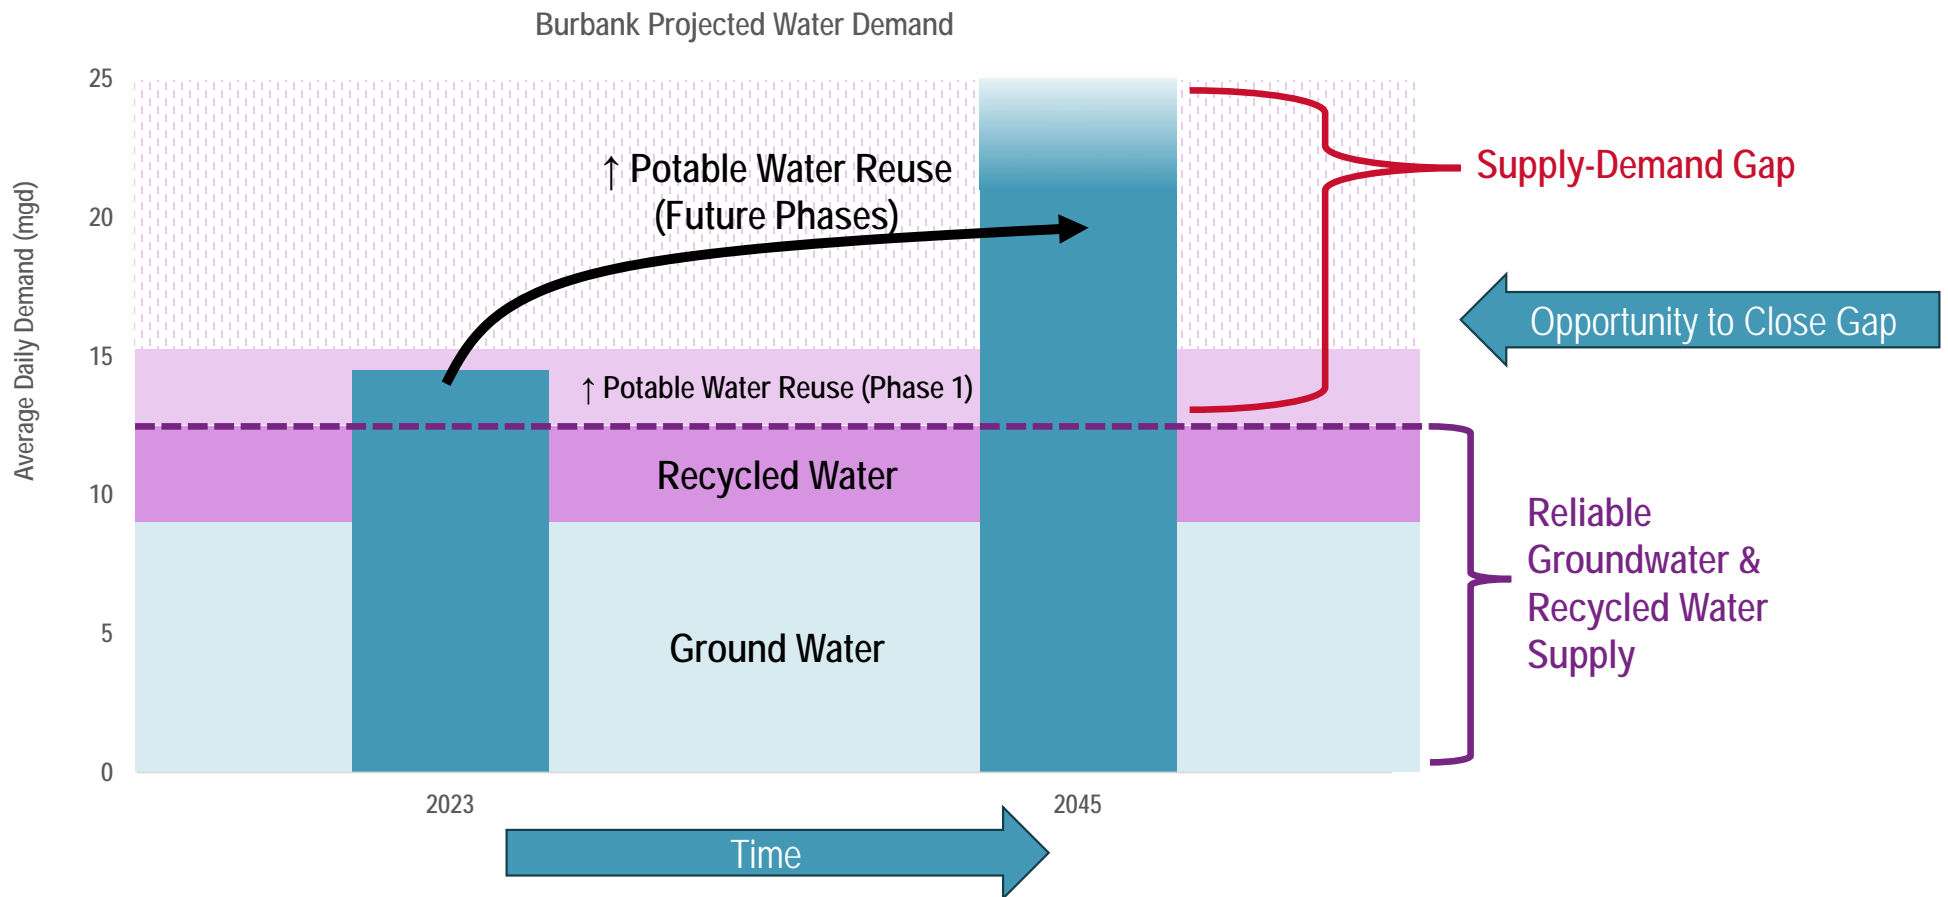 Burbank Projected Water Demand
Average Daily Demand (mgd)
25
20
15
10
5
0
↑ Potable Water Reuse
(Future Phases)
↑ Potable Water Reuse (Phase 1)
Recycled Water
Ground Water
2023
2045
Time
Supply-Demand Gap
Opportunity to Close Gap
Reliable
Groundwater &
Recycled Water
Supply